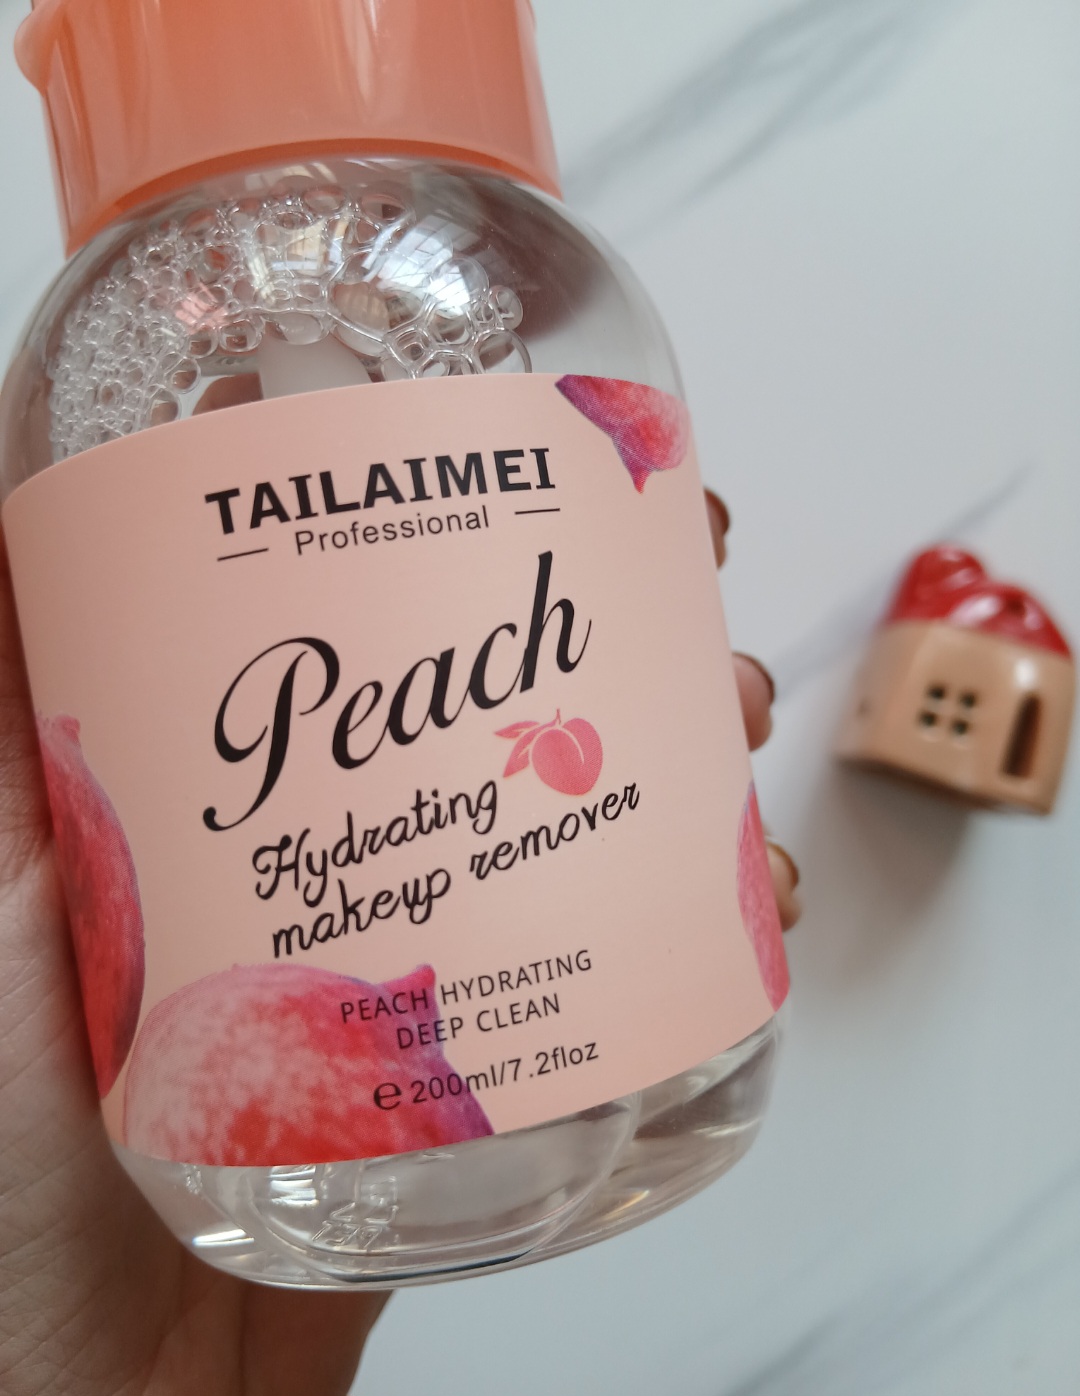 TAILAIMEI
Professional
Peach
Hydrating
makeup remover
PEACH HYDRATING
DEEP CLEAN
℮ 200ml/7.2floz